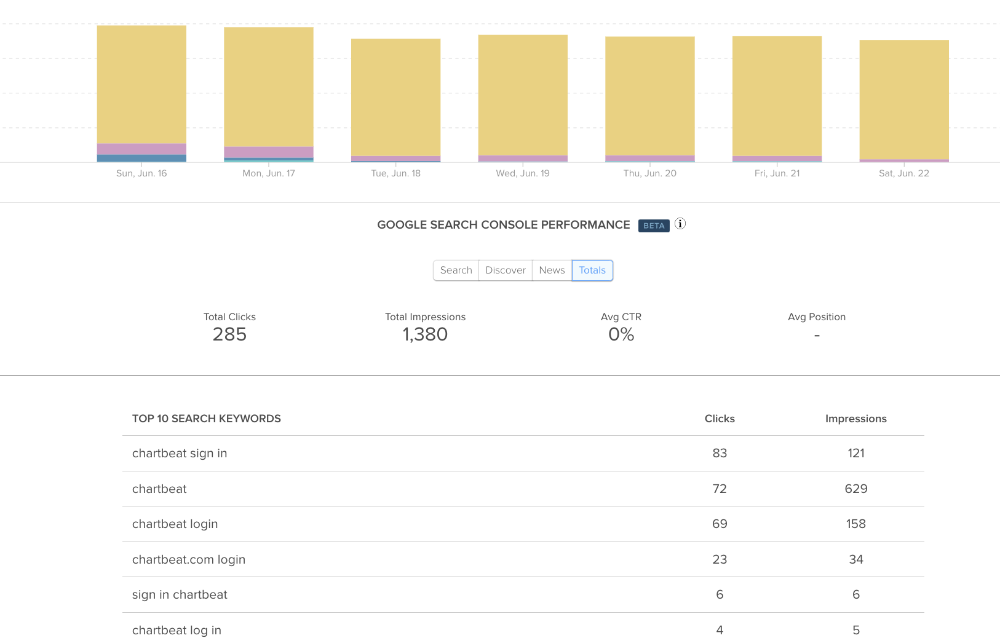 Sun, Jun. 16 Mon, Jun. 17 Tue, Jun. 18 Wed, Jun. 19 Thu, Jun. 20 Fri, Jun. 21 Sat, Jun. 22
GOOGLE SEARCH CONSOLE PERFORMANCE BETA i
Search Discover News Totals
Total Clicks Total Impressions Avg CTR Avg Position
285 1,380 0% -
TOP 10 SEARCH KEYWORDS Clicks Impressions
chartbeat sign in 83 121
chartbeat 72 629
chartbeat login 69 158
chartbeat.com login 23 34
sign in chartbeat 6 6
chartbeat log in 4 5